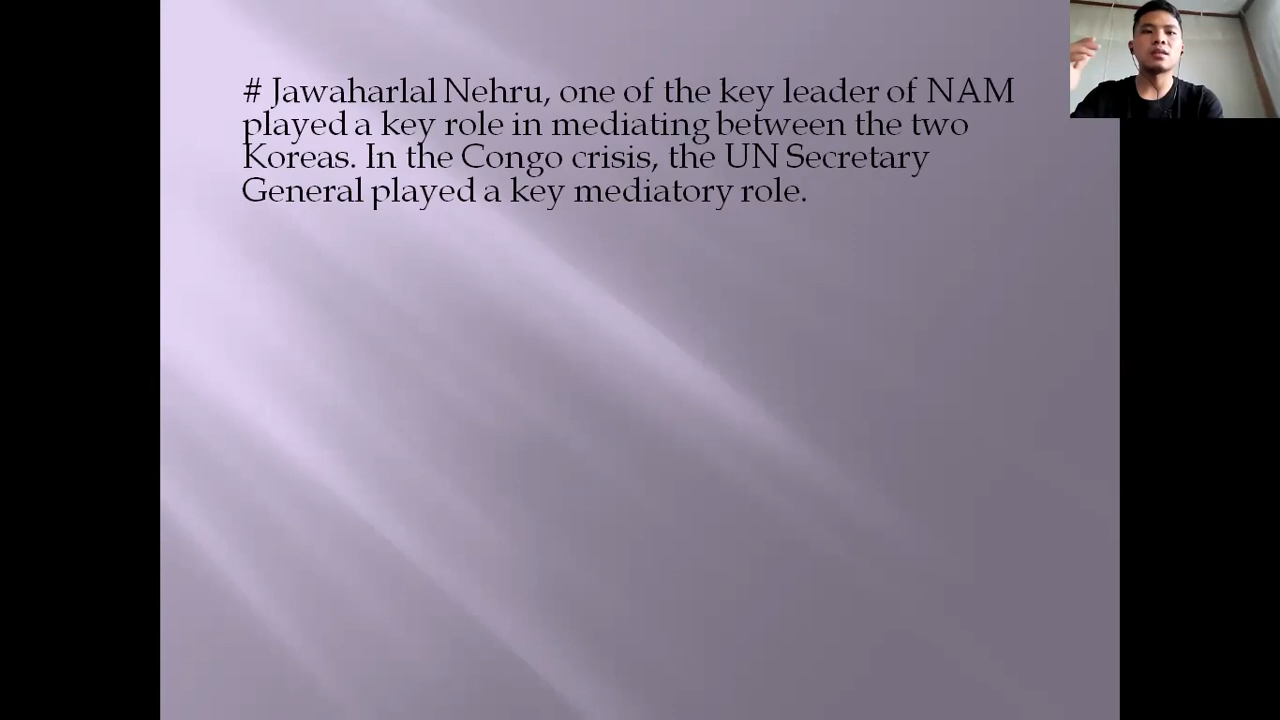 # Jawaharlal Nehru, one of the key leader of NAM
played a key role in mediating between the two
Koreas. In the Congo crisis, the UN Secretary
General played a key mediatory role.